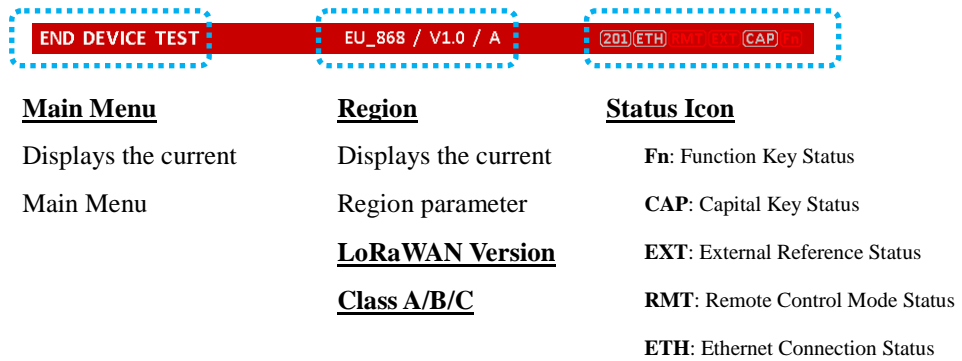 END DEVICE TEST
EU_868 / V1.0 / A
201 ETH RMT EXT CAP Fn
Main Menu
Displays the current
Main Menu
Region
Displays the current
Region parameter
LoRaWAN Version
Class A/B/C
Status Icon
Fn: Function Key Status
CAP: Capital Key Status
EXT: External Reference Status
RMT: Remote Control Mode Status
ETH: Ethernet Connection Status